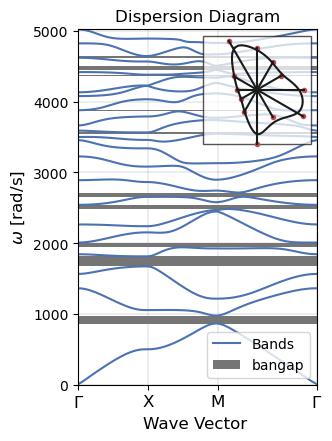 Dispersion Diagram
5000
4000
3000
2000
1000
0
ω [rad/s]
Bands
bangap
Γ
X
M
Γ
Wave Vector